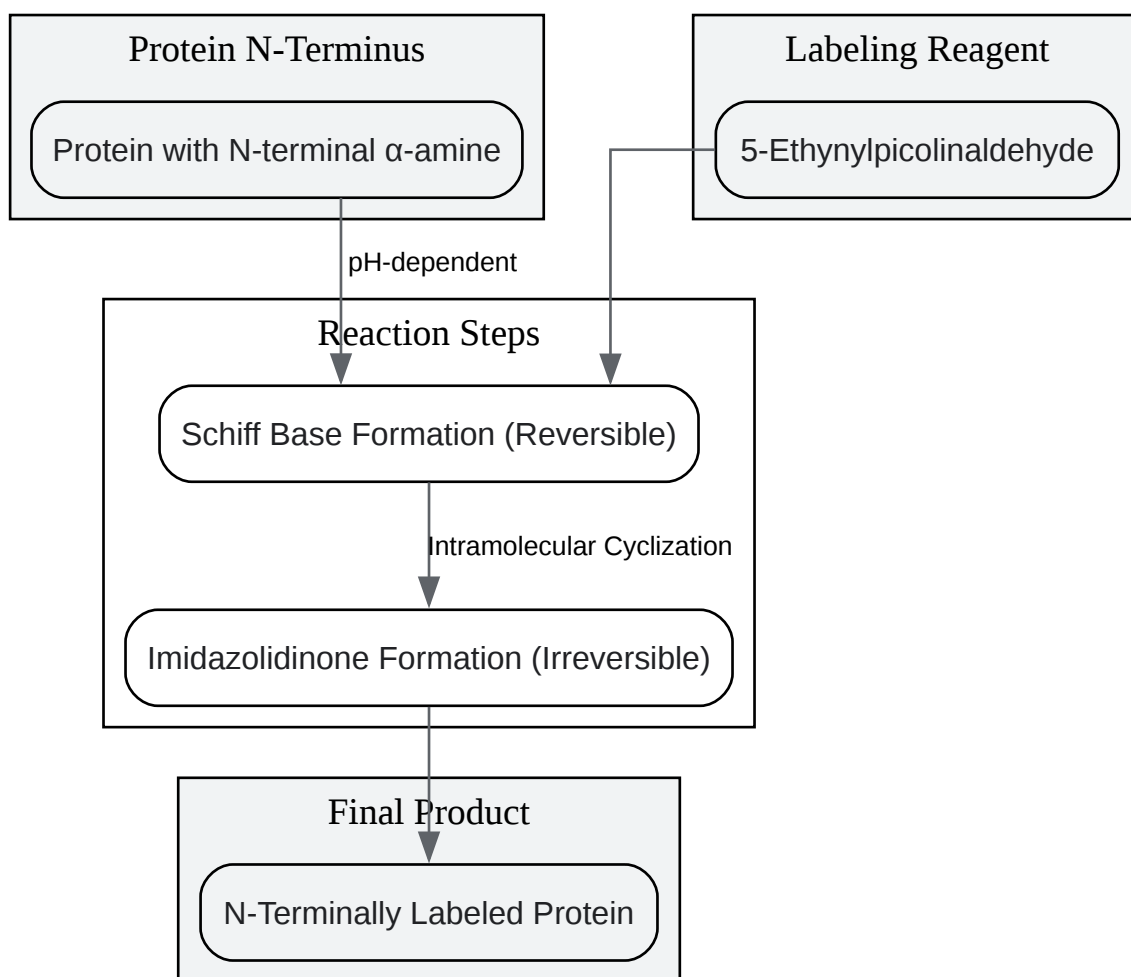 Protein N-Terminus
Labeling Reagent
Protein with N-terminal α-amine
5-Ethynylpicolinaldehyde
pH-dependent
Reaction Steps
Schiff Base Formation (Reversible)
Intramolecular Cyclization
Imidazolidinone Formation (Irreversible)
Final Product
N-Terminally Labeled Protein